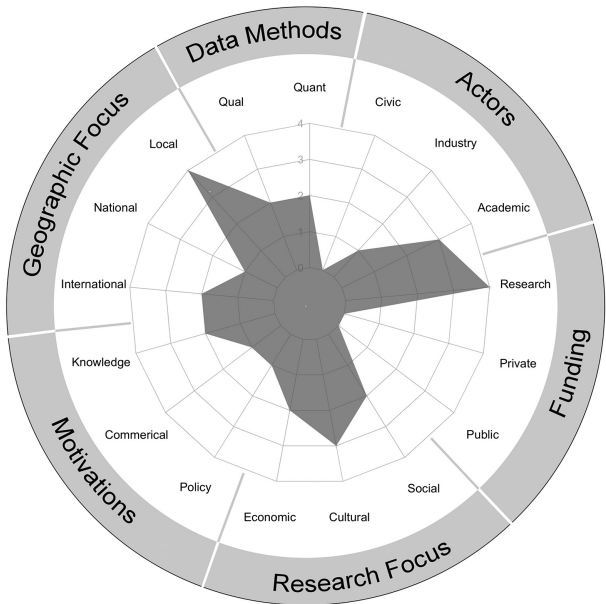 Data Methods
Actors
Funding
Research Focus
Motivations
Geographic Focus
Qual
Quant
Civic
Industry
Academic
Research
Private
Public
Social
Cultural
Economic
Policy
Commerical
Knowledge
International
National
Local
4
3
2
1
0